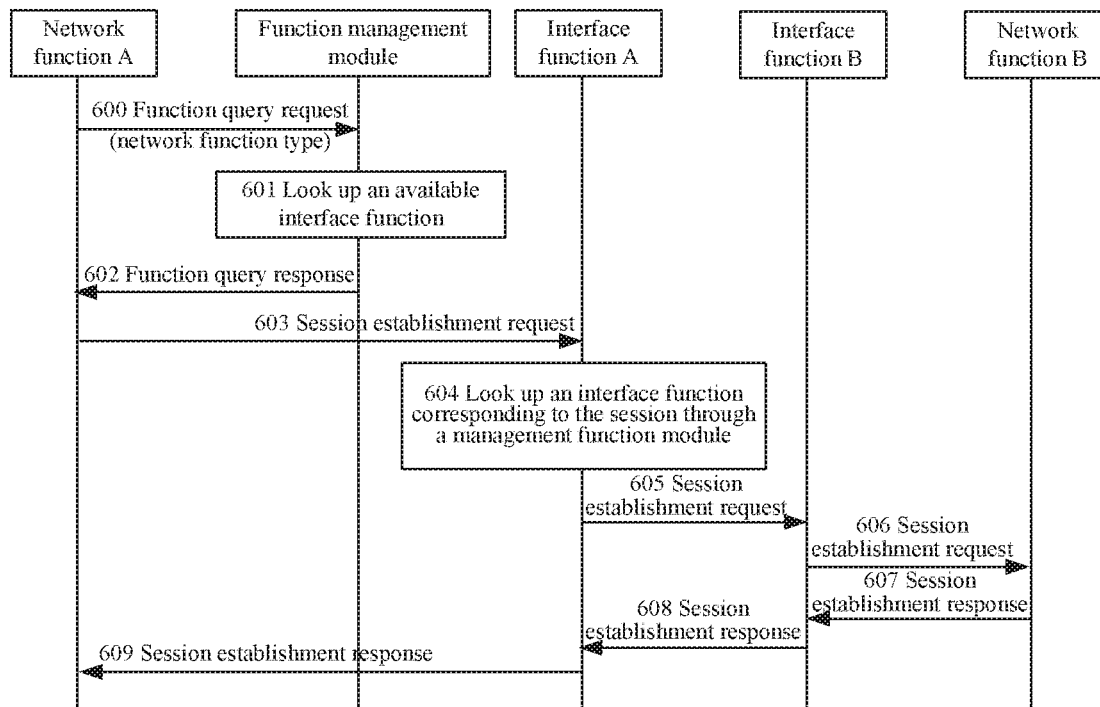 Network
function A
Function management
module
Interface
function A
Interface
function B
Network
function B
600 Function query request
(network function type)
601 Look up an available
interface function
602 Function query response
603 Session establishment request
604 Look up an interface function
corresponding to the session through
a management function module
605 Session
establishment request
606 Session
establishment request
607 Session
establishment response
608 Session
establishment response
609 Session establishment response